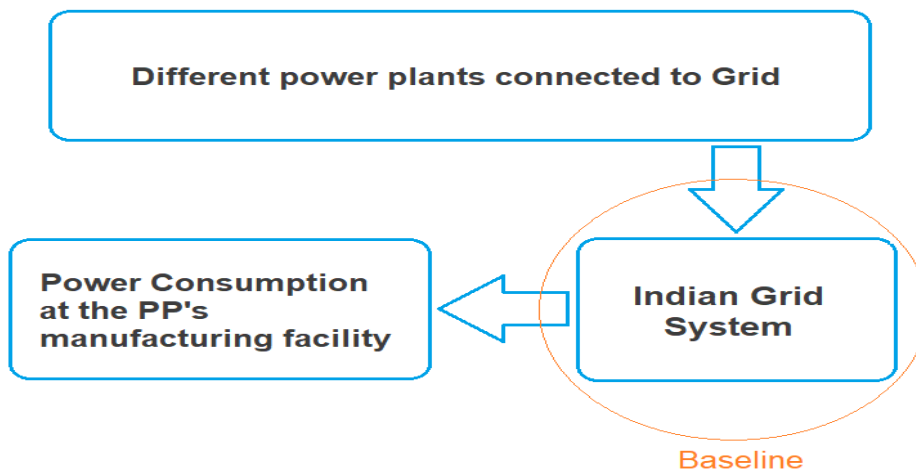 Different power plants connected to Grid
Power Consumption
at the PP's
manufacturing facility
Indian Grid
System
Baseline